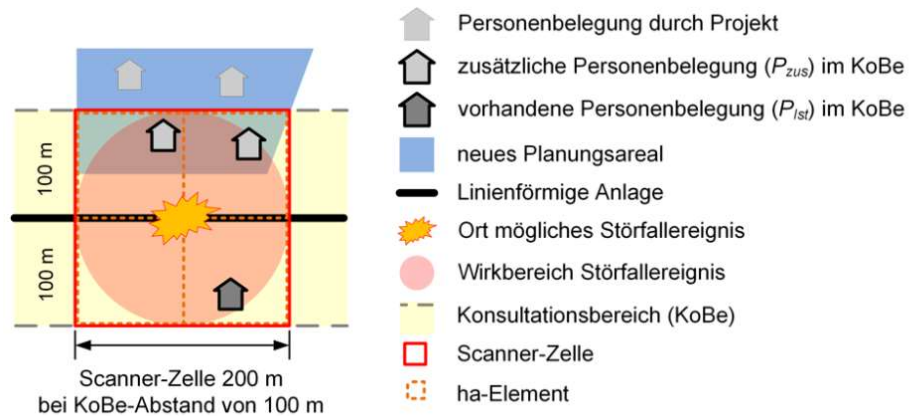 100 m
100 m
Scanner-Zelle 200 m
bei KoBe-Abstand von 100 m
Personenbelegung durch Projekt
zusätzliche Personenbelegung (Pzus) im KoBe
vorhandene Personenbelegung (PIst) im KoBe
neues Planungsareal
Linienförmige Anlage
Ort mögliches Störfallereignis
Wirkbereich Störfallereignis
Konsultationsbereich (KoBe)
Scanner-Zelle
ha-Element